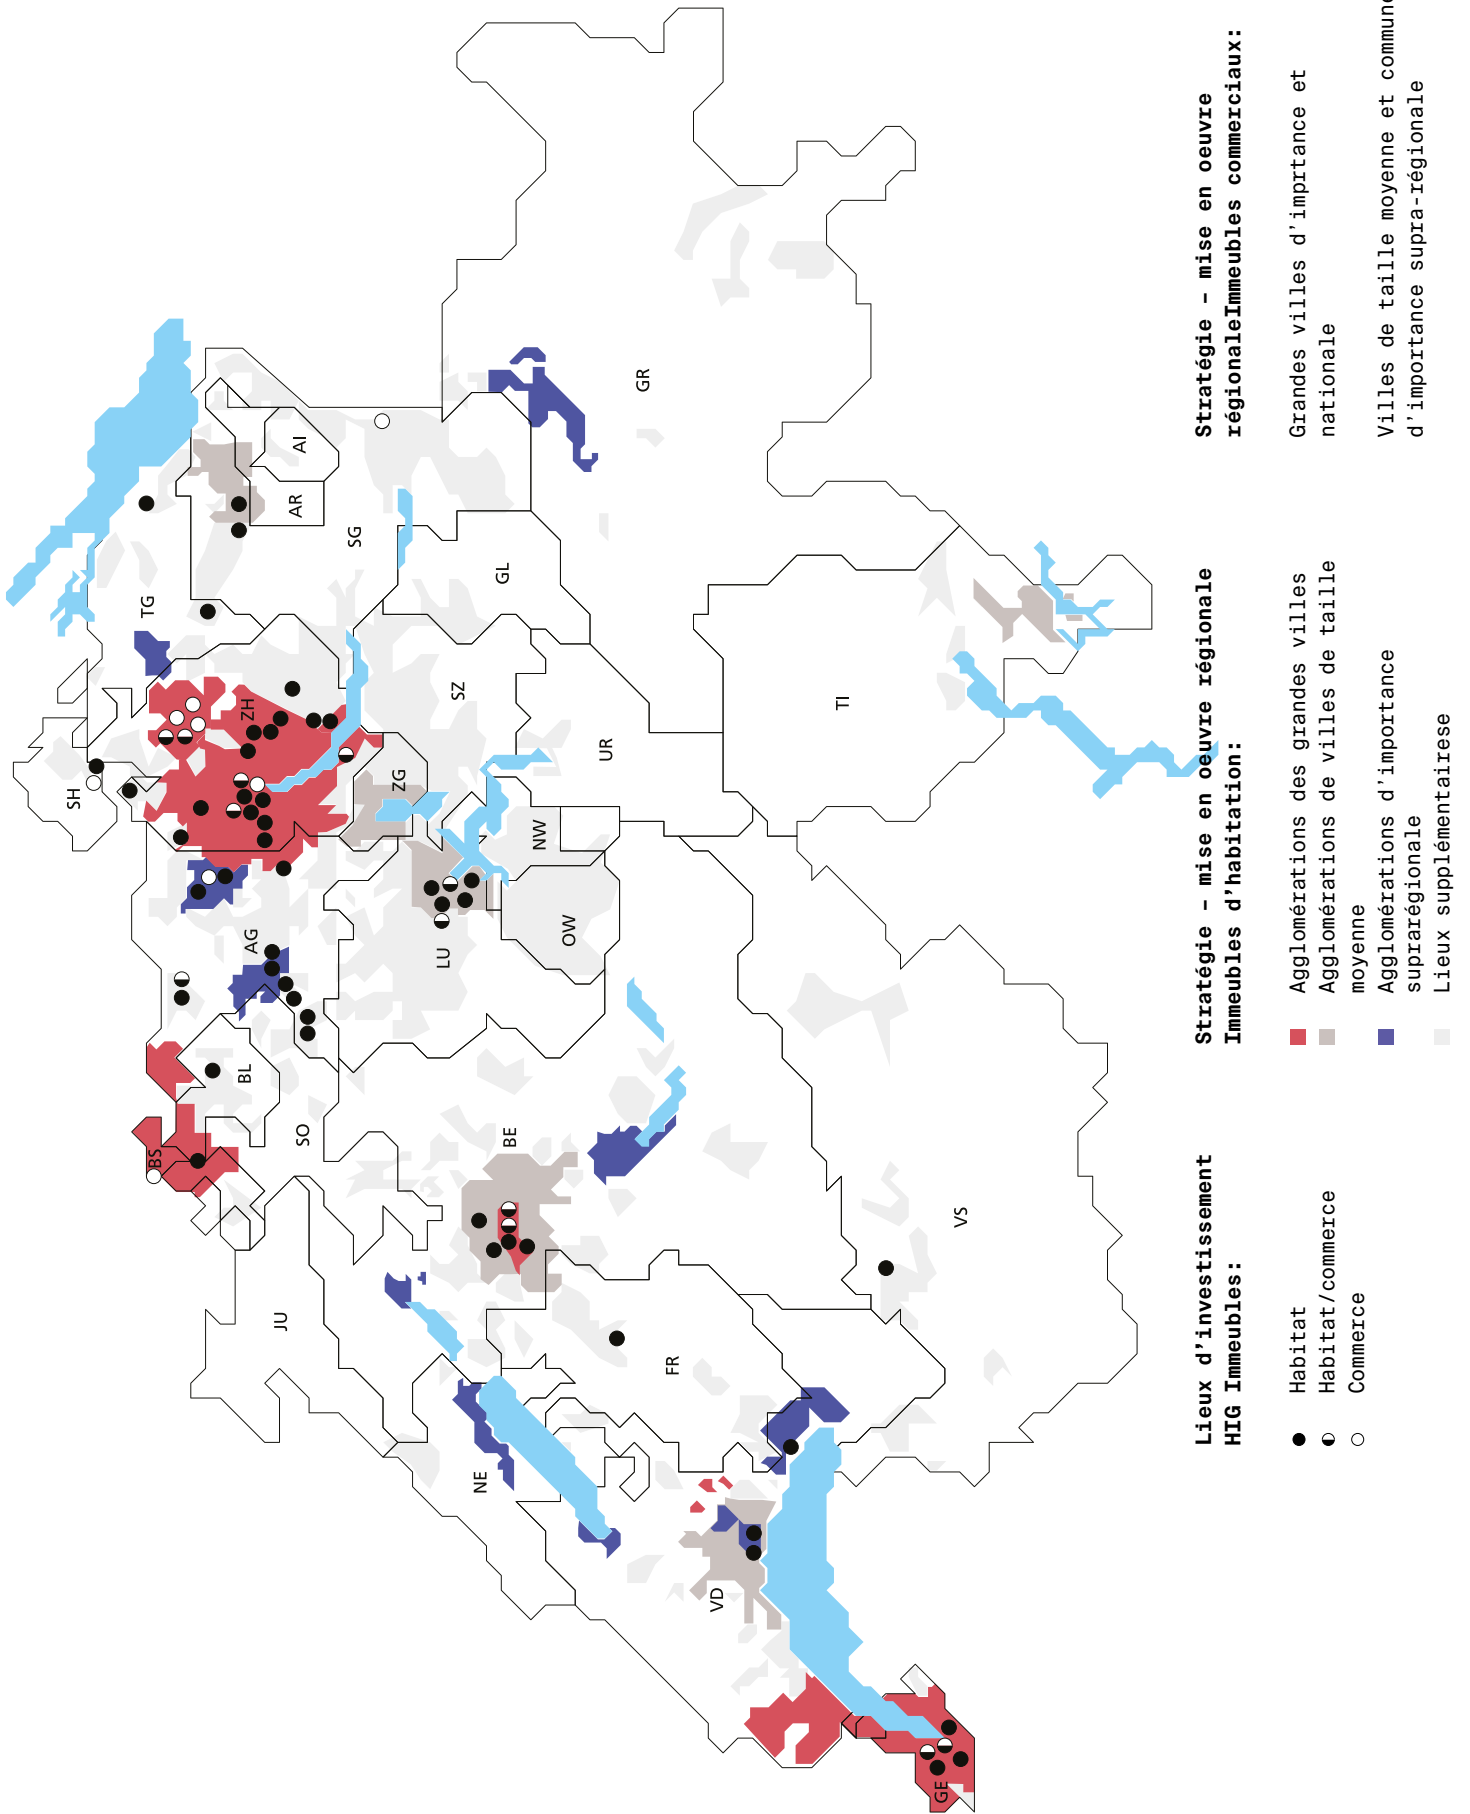 SH
TG
BS
ZH
AI
AR
AG
BL
SG
SO
JU
ZG
GL
LU
SZ
NW
OW
BE
NE
UR
GR
FR
TI
VD
VS
GE
Lieux d'investissement
HIG Immeubles:
Habitat
Habitat/commerce
Commerce
Stratégie – mise en oeuvre régionale
Immeubles d'habitation:
Agglomérations des grandes villes
Agglomérations de villes de taille
moyenne
Agglomérations d'importance
suprarégionale
Lieux supplémentairese
Stratégie – mise en oeuvre
régionaleImmeubles commerciaux:
Grandes villes d'imprtance et
nationale
Villes de taille moyenne et
d'importance supra-régionale